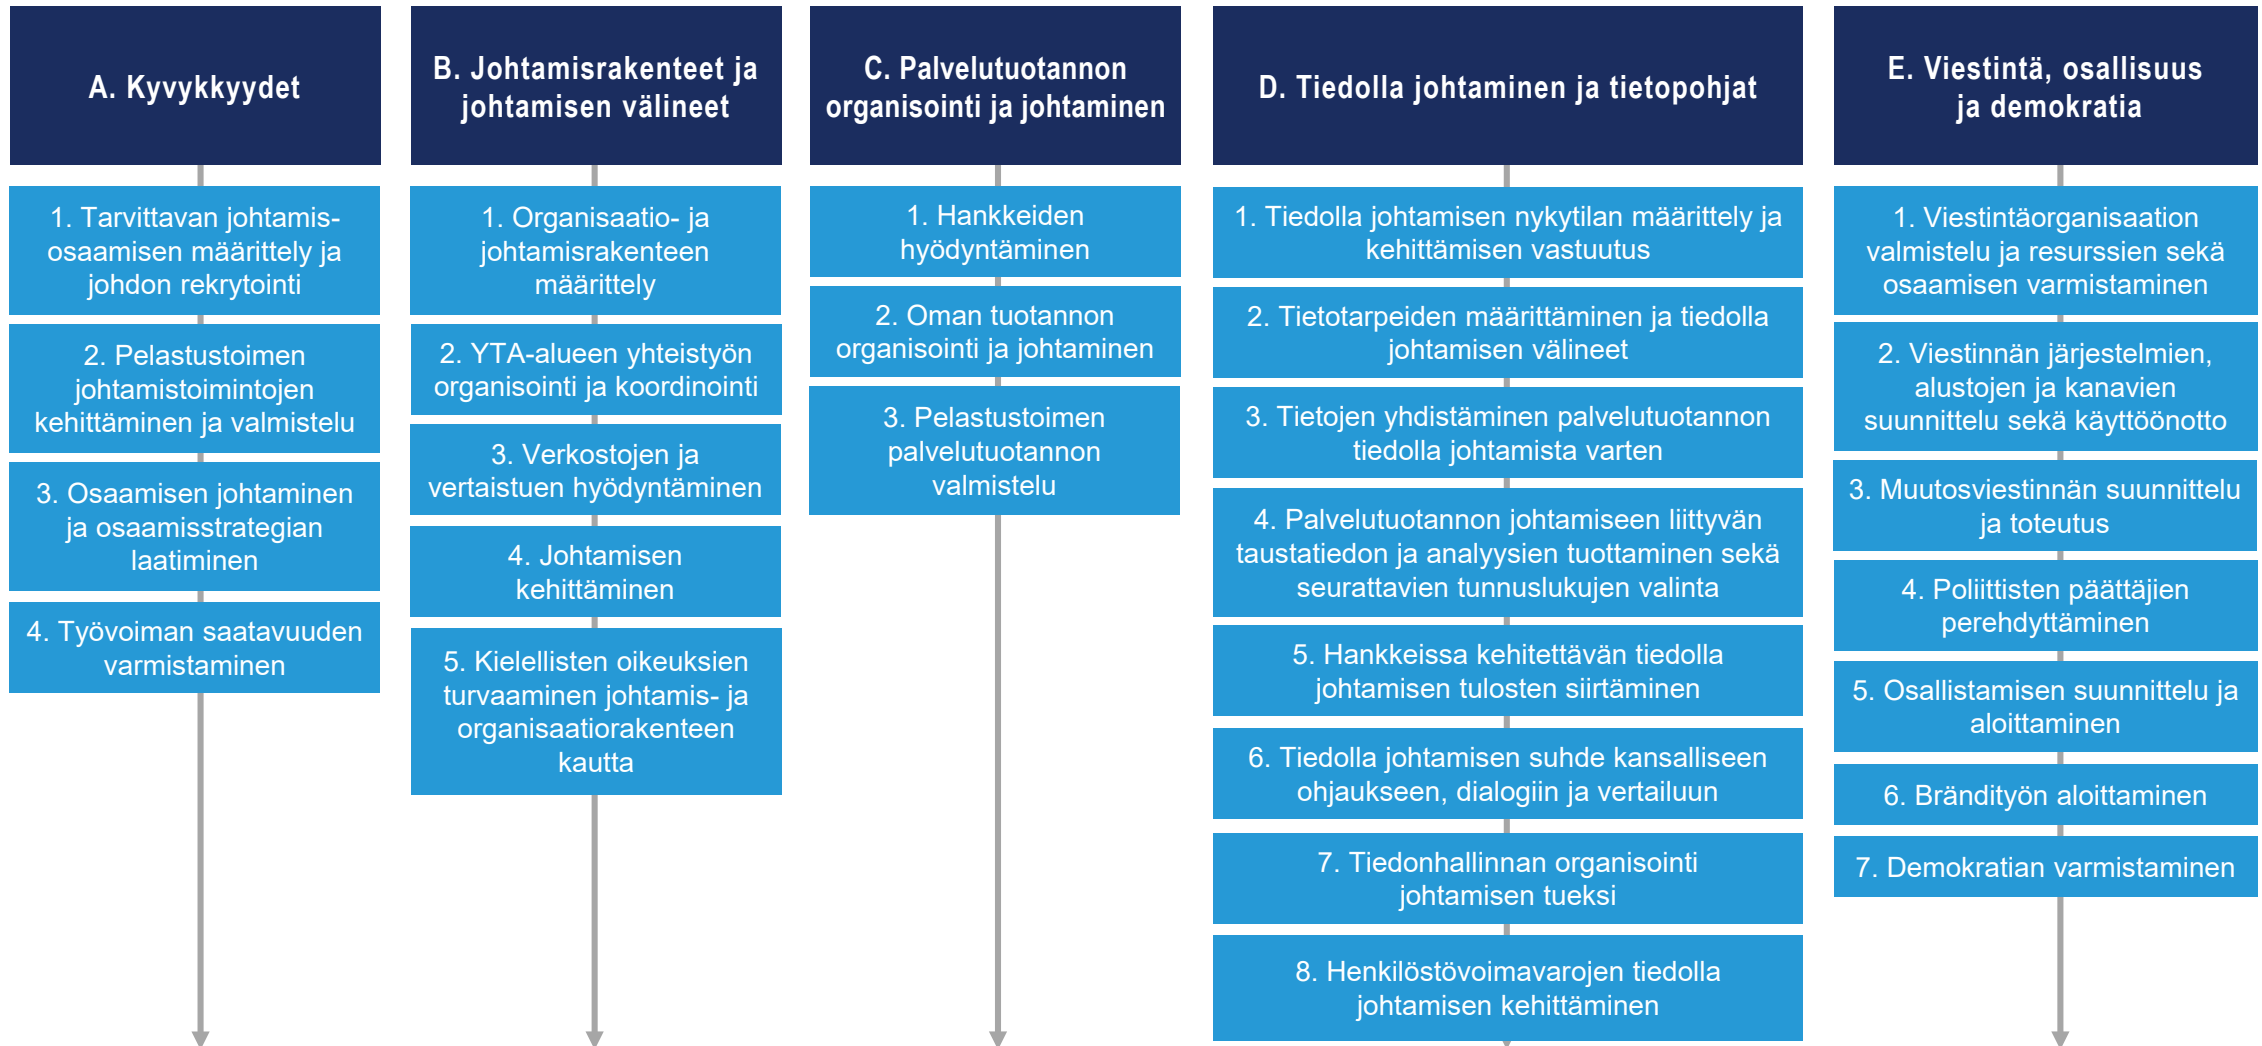 A. Kyvykkyydet
1. Tarvittavan johtamis-
osaamisen määrittely ja
johdon rekrytointi
2. Pelastustoimen
johtamistoimintojen
kehittäminen ja valmistelu
3. Osaamisen johtaminen
ja osaamisstrategian
laatiminen
4. Työvoiman saatavuuden
varmistaminen
B. Johtamisrakenteet ja
johtamisen välineet
1. Organisaatio- ja
johtamisrakenteen
määrittely
2. YTA-alueen yhteistyön
organisointi ja koordinointi
3. Verkostojen ja
vertaistuen hyödyntäminen
4. Johtamisen
kehittäminen
5. Kielellisten oikeuksien
turvaaminen johtamis- ja
organisaatiorakenteen
kautta
C. Palvelutuotannon
organisointi ja johtaminen
1. Hankkeiden
hyödyntäminen
2. Oman tuotannon
organisointi ja johtaminen
3. Pelastustoimen
palvelutuotannon
valmistelu
D. Tiedolla johtaminen ja tietopohjat
1. Tiedolla johtamisen nykytilan määrittely ja
kehittämisen vastuutus
2. Tietotarpeiden määrittäminen ja tiedolla
johtamisen välineet
3. Tietojen yhdistäminen palvelutuotannon
tiedolla johtamista varten
4. Palvelutuotannon johtamiseen liittyvän
taustatiedon ja analyysien tuottaminen sekä
seurattavien tunnuslukujen valinta
5. Hankkeissa kehitettävän tiedolla
johtamisen tulosten siirtäminen
6. Tiedolla johtamisen suhde kansalliseen
ohjaukseen, dialogiin ja vertailuun
7. Tiedonhallinnan organisointi
johtamisen tueksi
8. Henkilöstövoimavarojen tiedolla
johtamisen kehittäminen
E. Viestintä, osallisuus
ja demokratia
1. Viestintäorganisaation
valmistelu ja resurssien sekä
osaamisen varmistaminen
2. Viestinnän järjestelmien,
alustojen ja kanavien
suunnittelu sekä käyttöönotto
3. Muutosviestinnän suunnittelu
ja toteutus
4. Poliittisten päättäjien
perehdyttäminen
5. Osallistamisen suunnittelu ja
aloittaminen
6. Brändityön aloittaminen
7. Demokratian varmistaminen